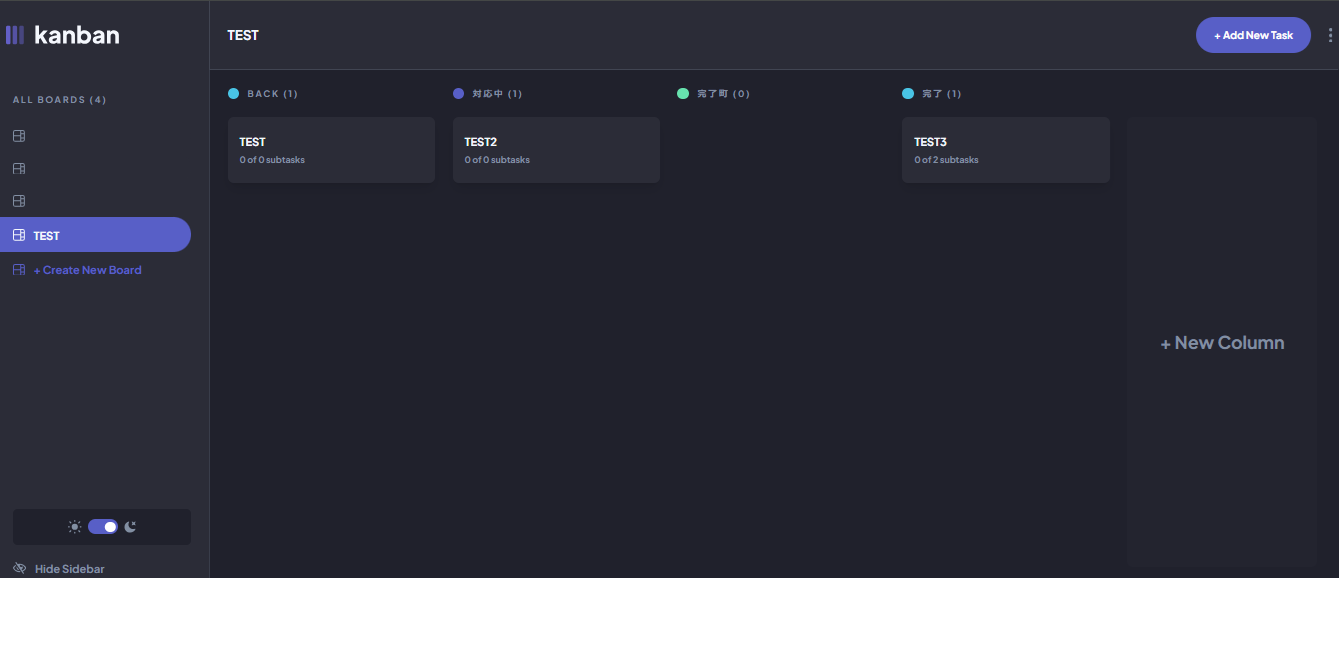 kanban
ALL BOARDS (4)
TEST
+ Create New Board
Hide Sidebar
TEST
+ Add New Task
BACK (1)
TEST
0 of 0 subtasks
対応中 (1)
TEST2
0 of 0 subtasks
完了町 (0)
完了 (1)
TEST3
0 of 2 subtasks
+ New Column